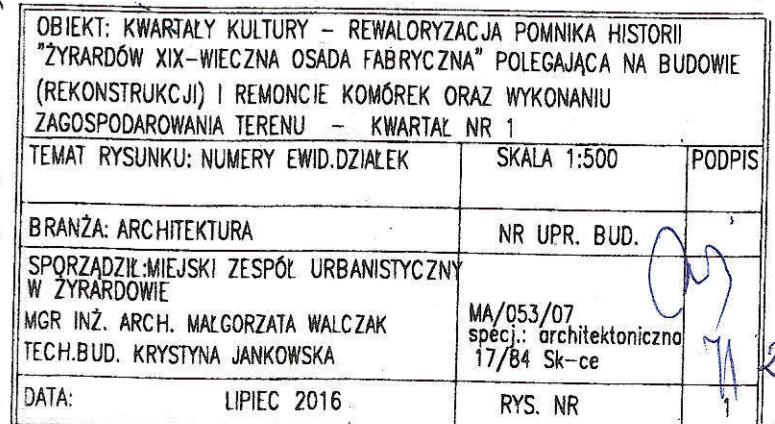 OBIEKT: KWARTAŁY KULTURY – REWALORYZACJA POMNIKA HISTORII
"ŻYRARDÓW XIX-WIECZNA OSADA FABRYCZNA" POLEGAJĄCA NA BUDOWIE
(REKONSTRUKCJI) I REMONCIE KOMÓREK ORAZ WYKONANIU
ZAGOSPODAROWANIA TERENU – KWARTAŁ NR 1
TEMAT RYSUNKU: NUMERY EWID.DZIAŁEK SKALA 1:500 PODPIS
BRANŻA: ARCHITEKTURA NR UPR. BUD.
SPORZĄDZIŁ:MIEJSKI ZESPÓŁ URBANISTYCZNY
W ŻYRARDOWIE
MGR INŻ. ARCH. MAŁGORZATA WALCZAK MA/053/07
specj.: architektoniczna
TECH.BUD. KRYSTYNA JANKOWSKA 17/84 Sk-ce
DATA: LIPIEC 2016 RYS. NR 1